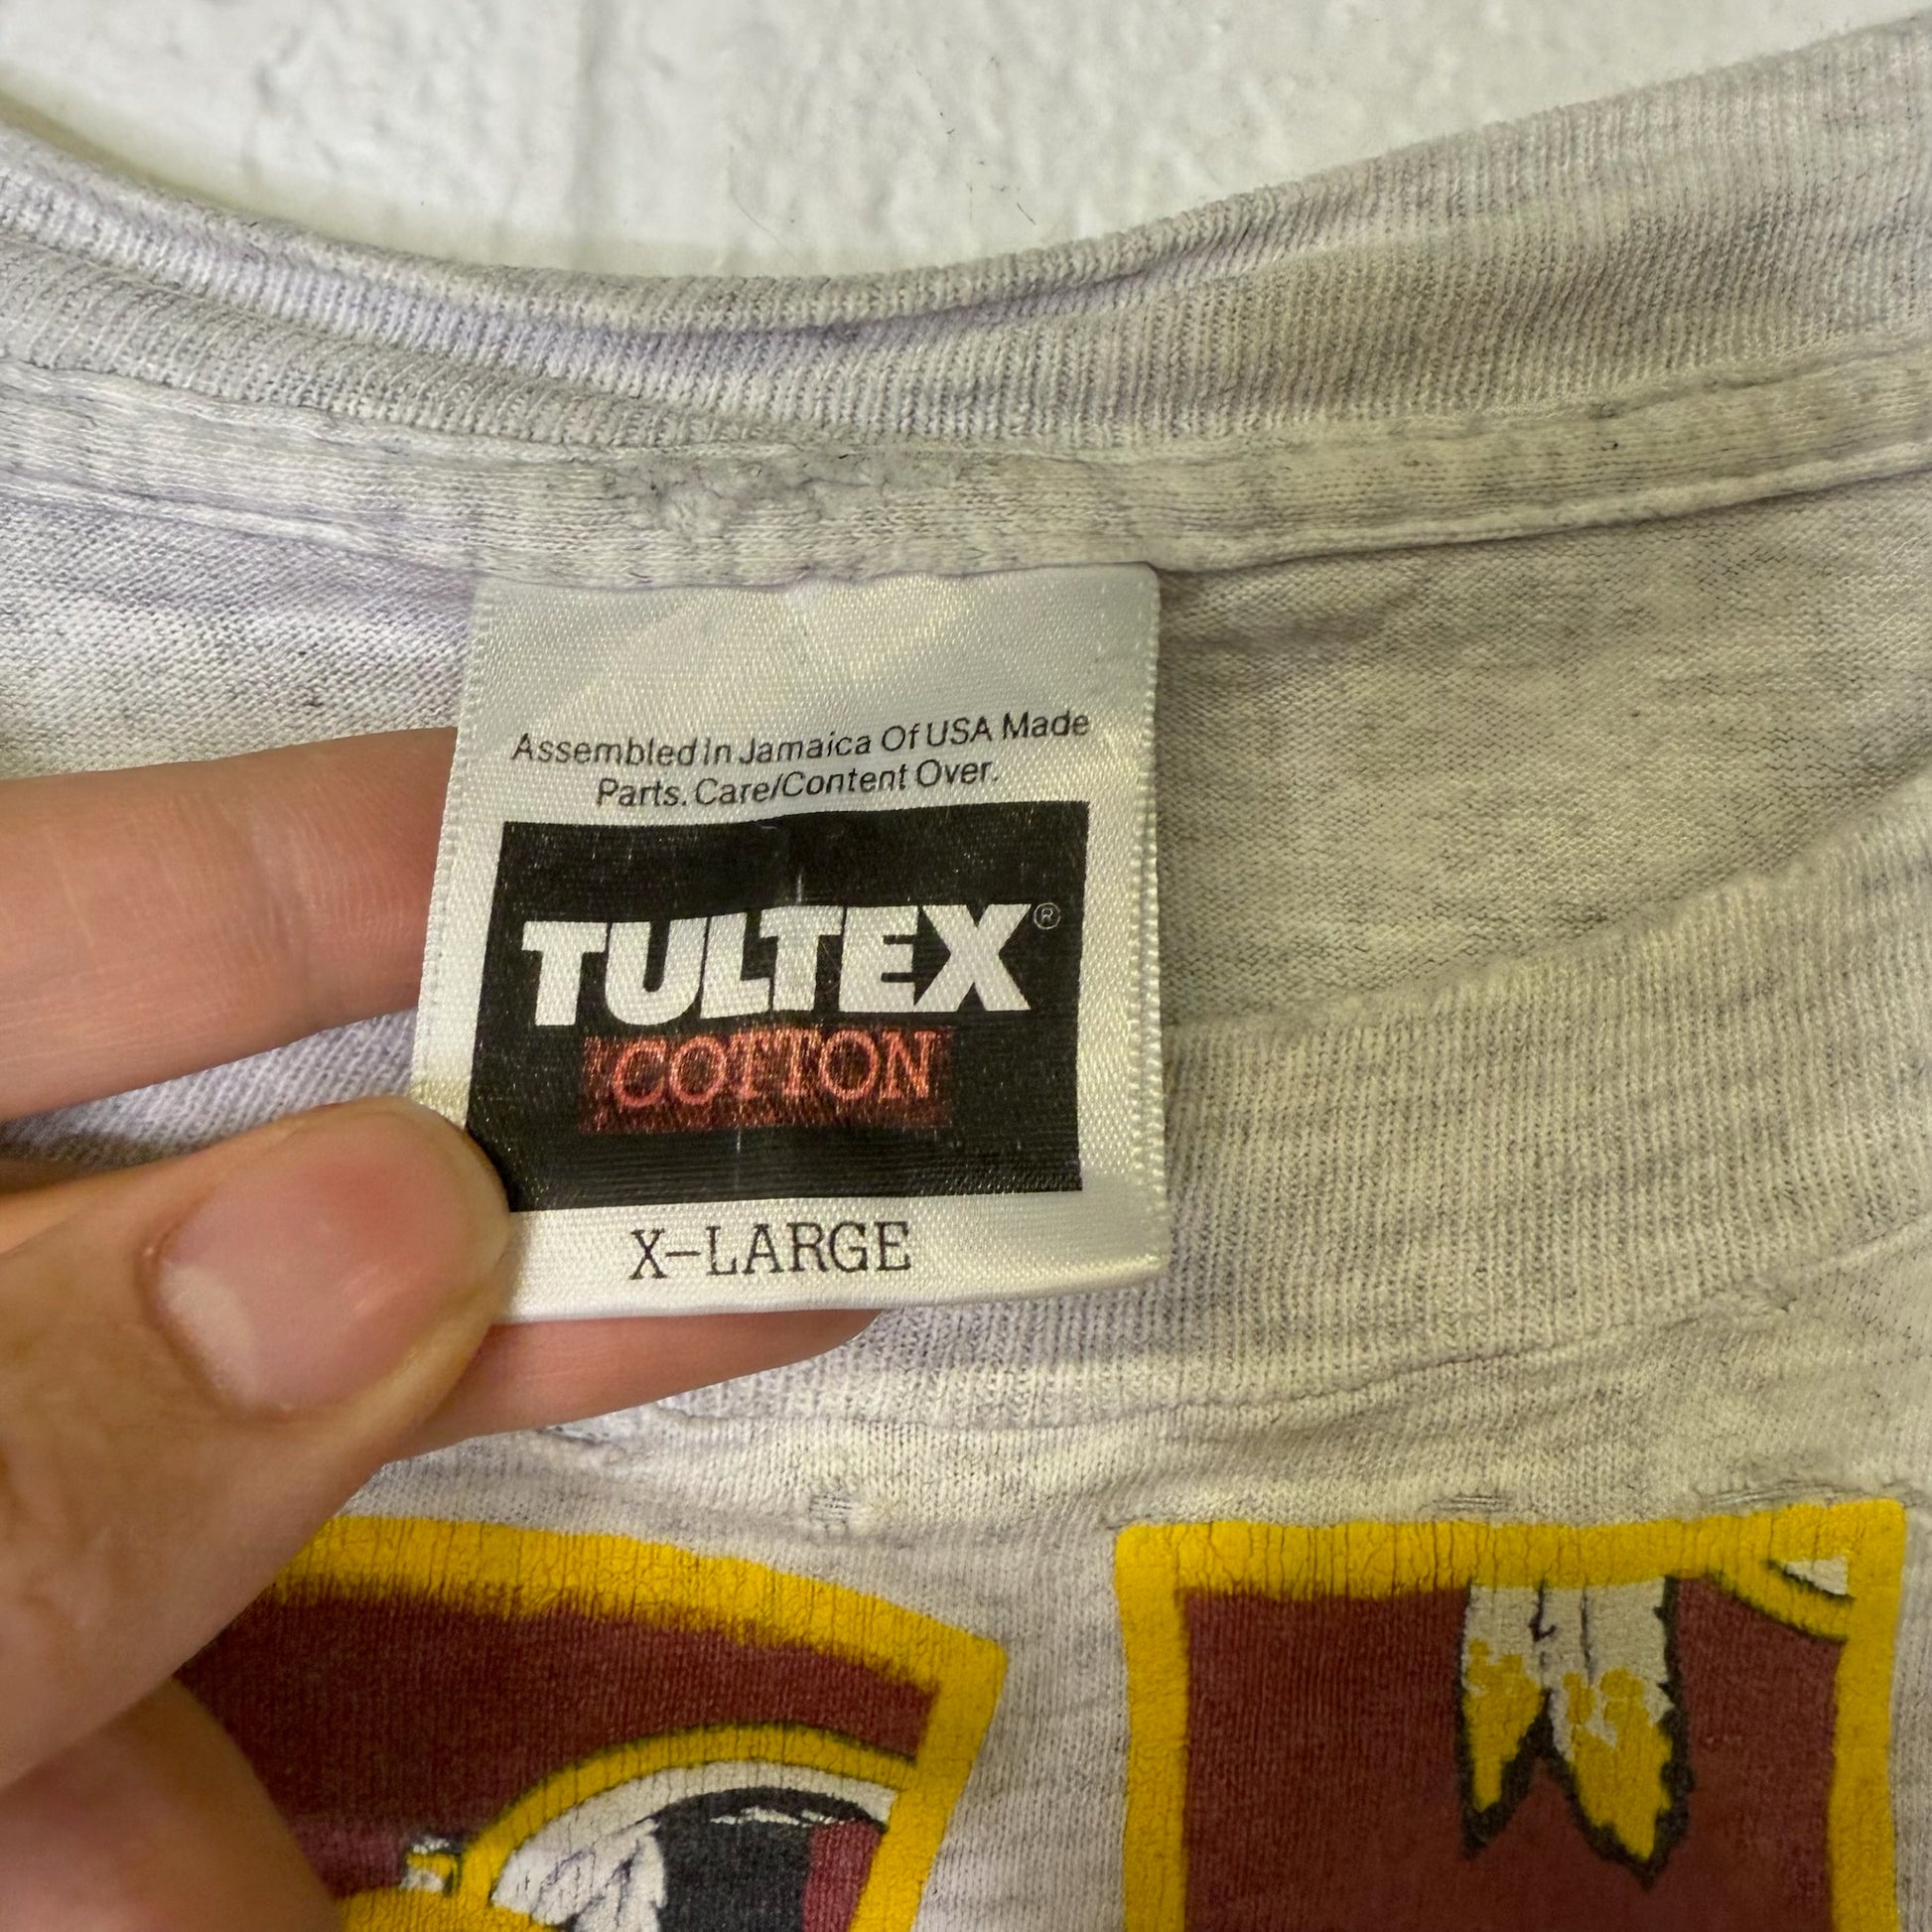 Assembled In Jamaica Of USA Made
Parts. Care/Content Over.
TULTEX®
COTTON
X-LARGE